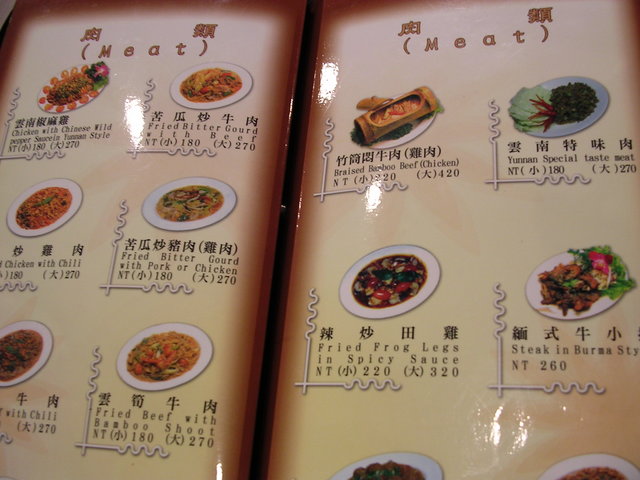 肉 類
(Meat)
雲南椒麻雞
Chicken with Chinese Wild
pepper Saucein Yunnan Style
NT(小)180 (大)270
苦瓜炒牛肉
Fried Bitter Gourd
with Beef
NT(小)180 (大)270
炒 雞 肉
Chicken with Chili
180 (大)270
苦瓜炒豬肉(雞肉)
Fried Bitter Gourd
with Pork or Chicken
NT(小)180 (大)270
牛 肉
with Chili
(大)270
雲 筍 牛 肉
Fried Beef with
Bamboo Shoot
NT(小)180 (大)270
肉 類
(Meat)
竹筒悶牛肉(雞肉)
Braised Bamboo Beef(Chicken)
NT(小)220 (大)420
雲南特味肉
Yunnan Special taste meat
NT(小)180 (大)270
辣 炒 田 雞
Fried Frog Legs
in Spicy Sauce
NT(小)220 (大)320
緬式牛小
Steak in Burma Sty
NT 260